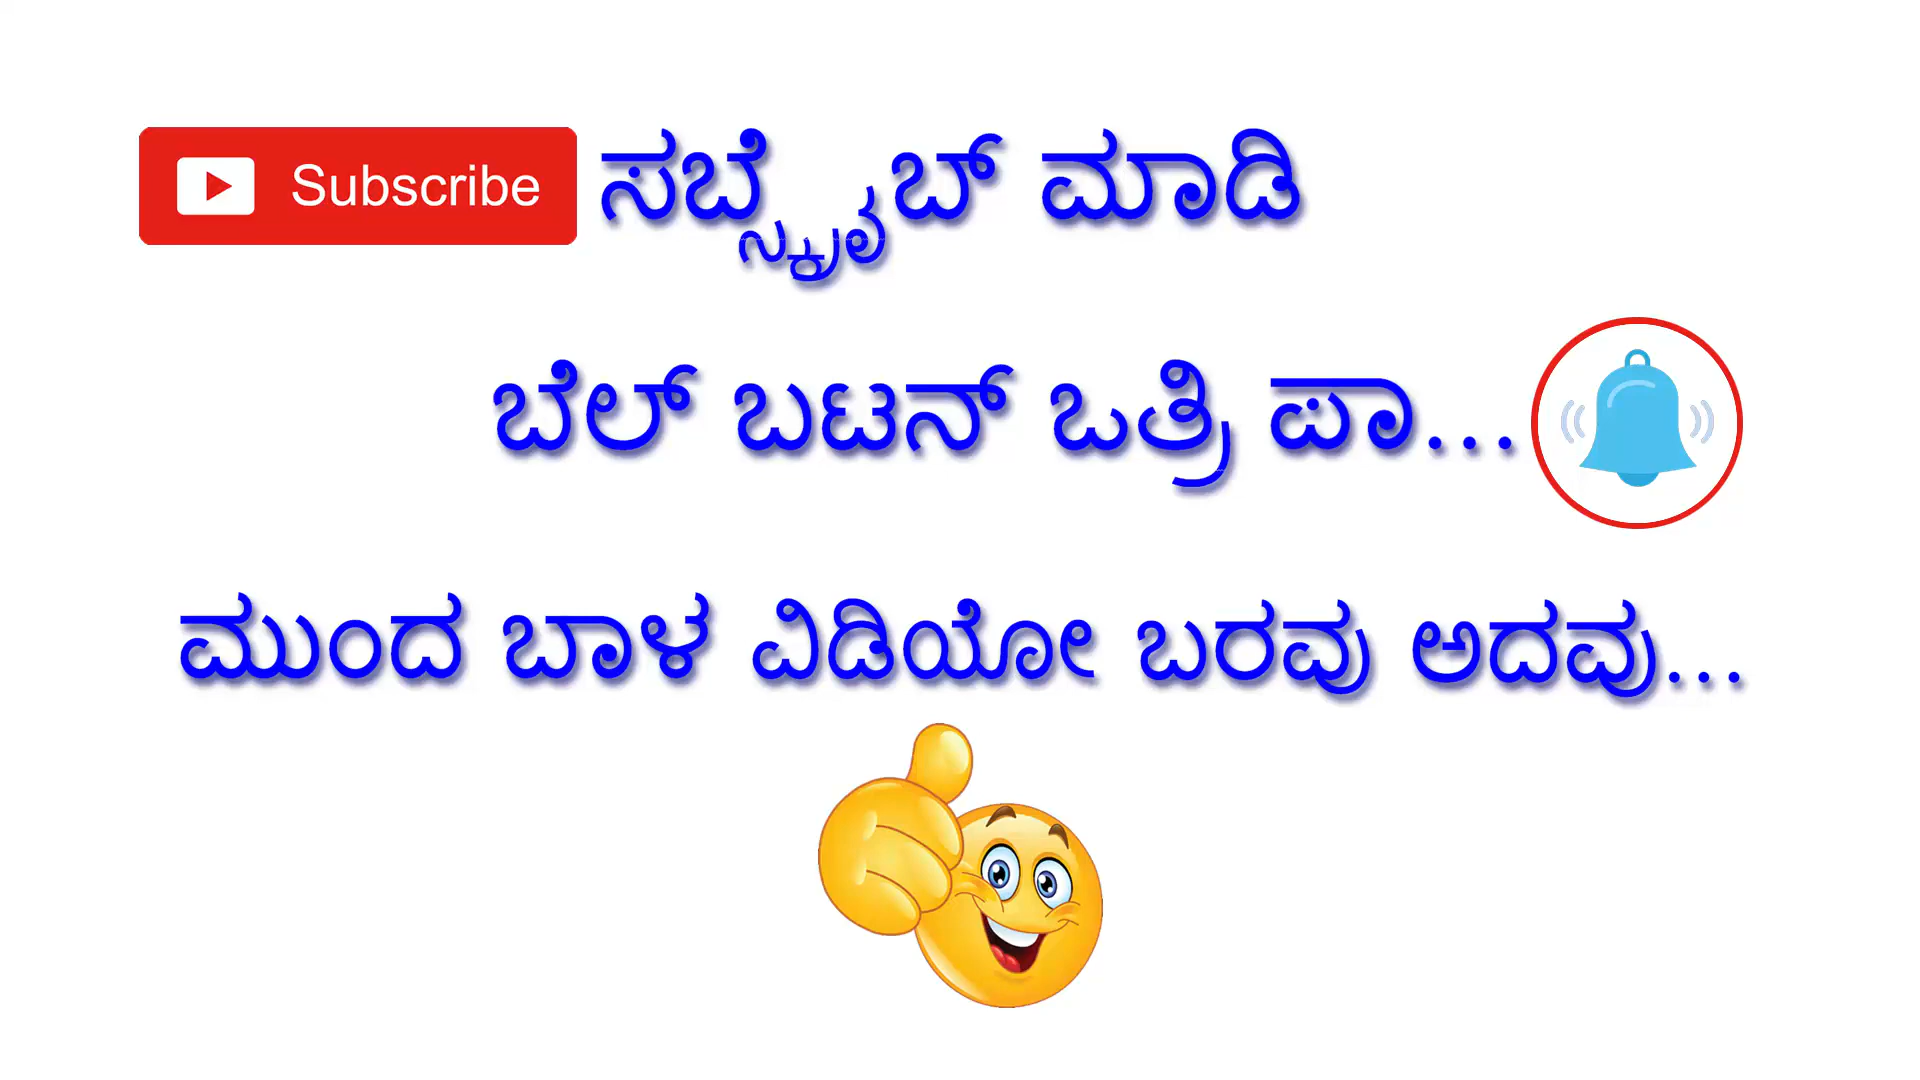 Subscribe ಸಬ್ಸ್ಕ್ರೈಬ್ ಮಾಡಿ
ಬೆಲ್ ಬಟನ್ ಒತ್ರಿ ಪಾ...
ಮುಂದ ಬಾಳ ವಿಡಿಯೋ ಬರವು ಅದವು...